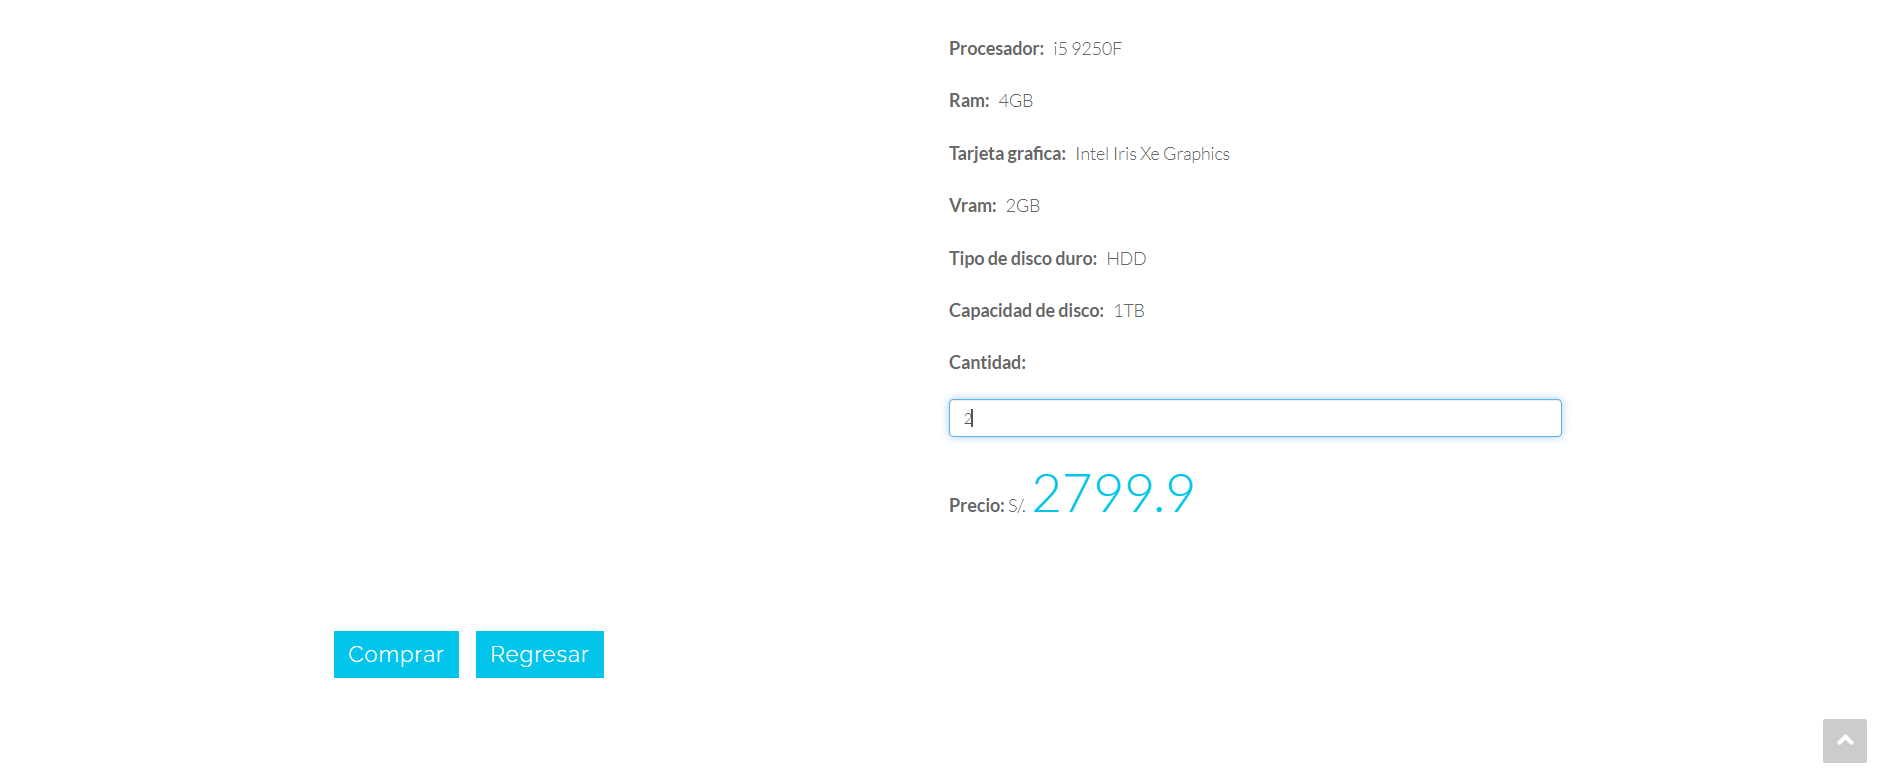 Procesador: i5 9250F
Ram: 4GB
Tarjeta grafica: Intel Iris Xe Graphics
Vram: 2GB
Tipo de disco duro: HDD
Capacidad de disco: 1TB
Cantidad:
2
Precio: S/. 2799.9
Comprar Regresar